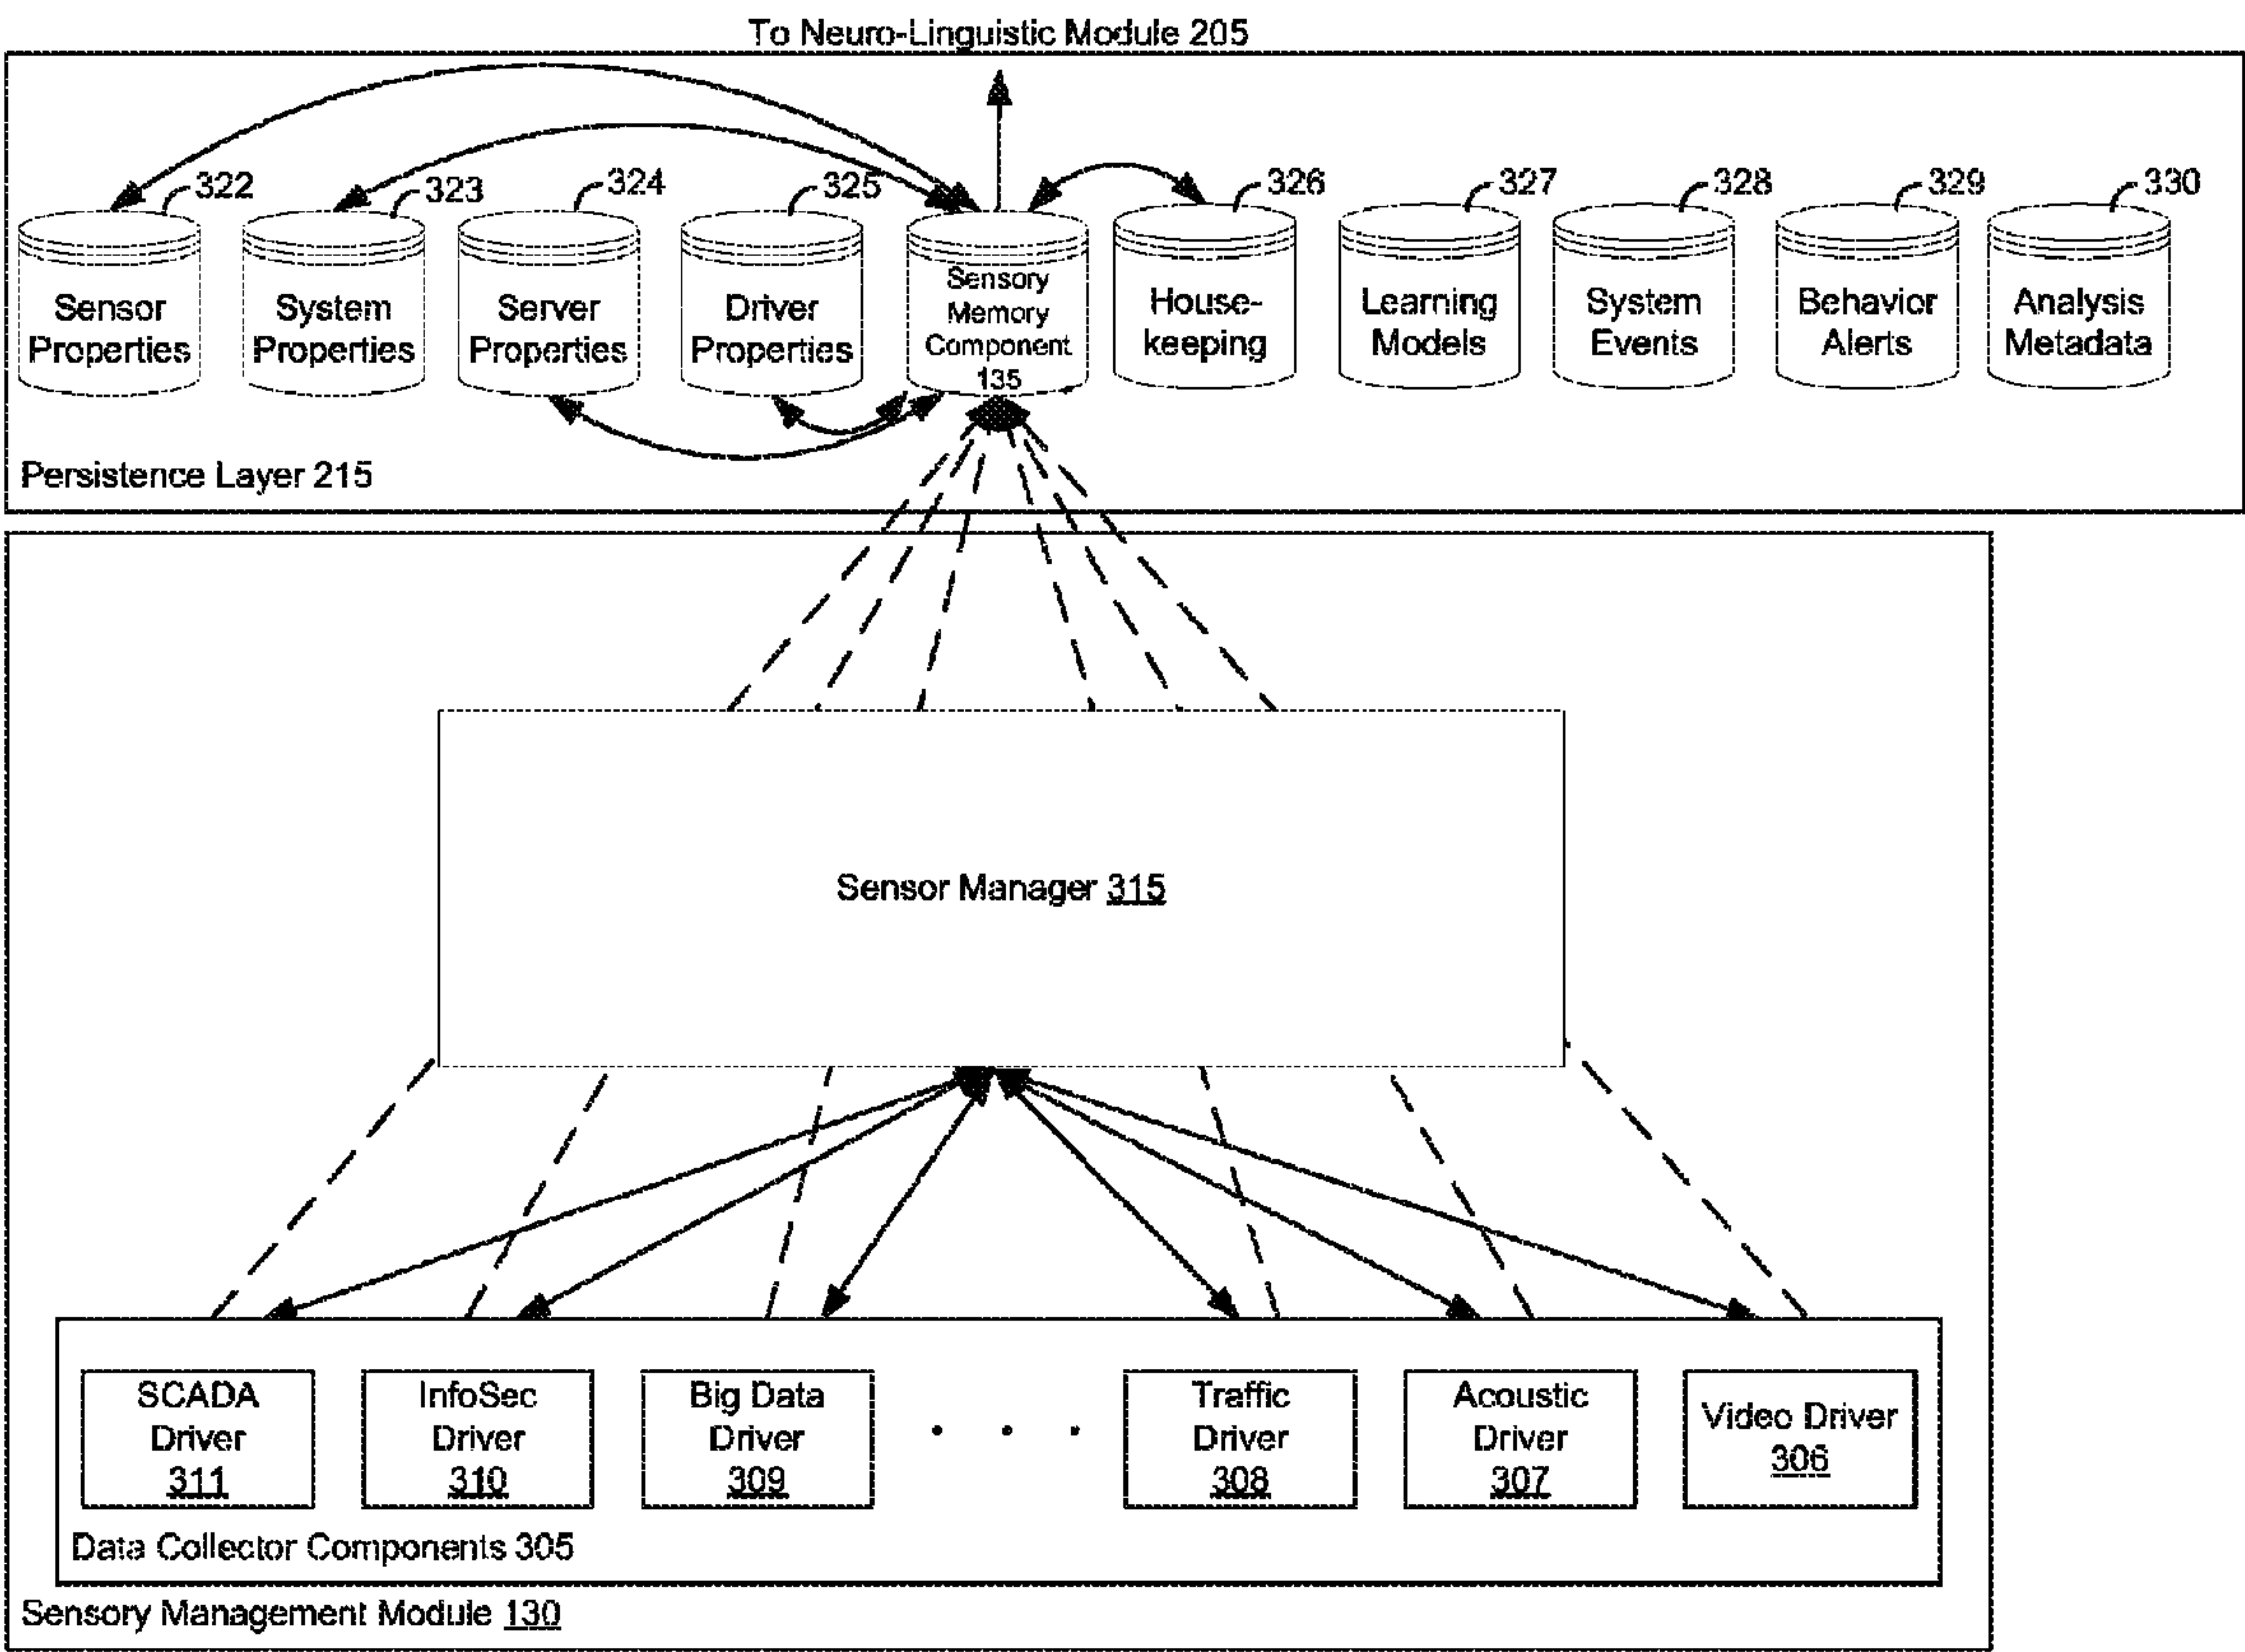 To Neuro-Linguistic Module 205
322
323
324
325
326
327
328
329
330
Sensor
Properties
System
Properties
Server
Properties
Driver
Properties
Sensory
Memory
Component
135
House-
keeping
Learning
Models
System
Events
Behavior
Alerts
Analysis
Metadata
Persistence Layer 215
Sensor Manager 315
SCADA
Driver
311
InfoSec
Driver
310
Big Data
Driver
309
. . .
Traffic
Driver
308
Acoustic
Driver
307
Video Driver
306
Data Collector Components 305
Sensory Management Module 130